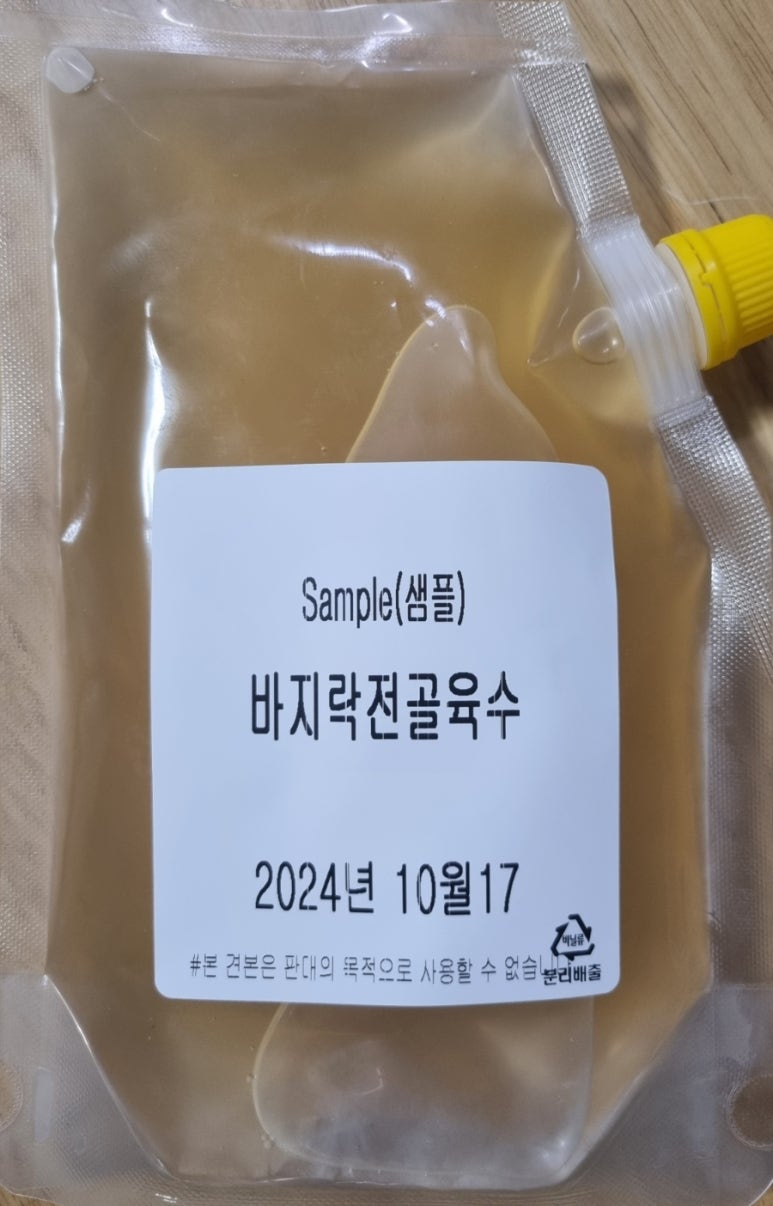 Sample(샘플)
바지락전골육수
2024년 10월17
#본 견본은 판대의 목적으로 사용할 수 없습니
비닐류
분리배출